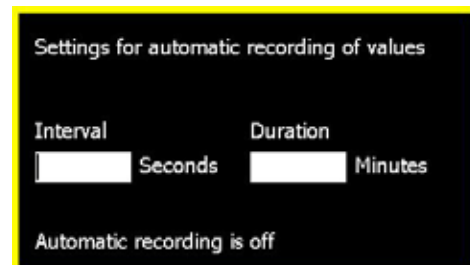 Settings for automatic recording of values
Interval Duration
Seconds Minutes
Automatic recording is off